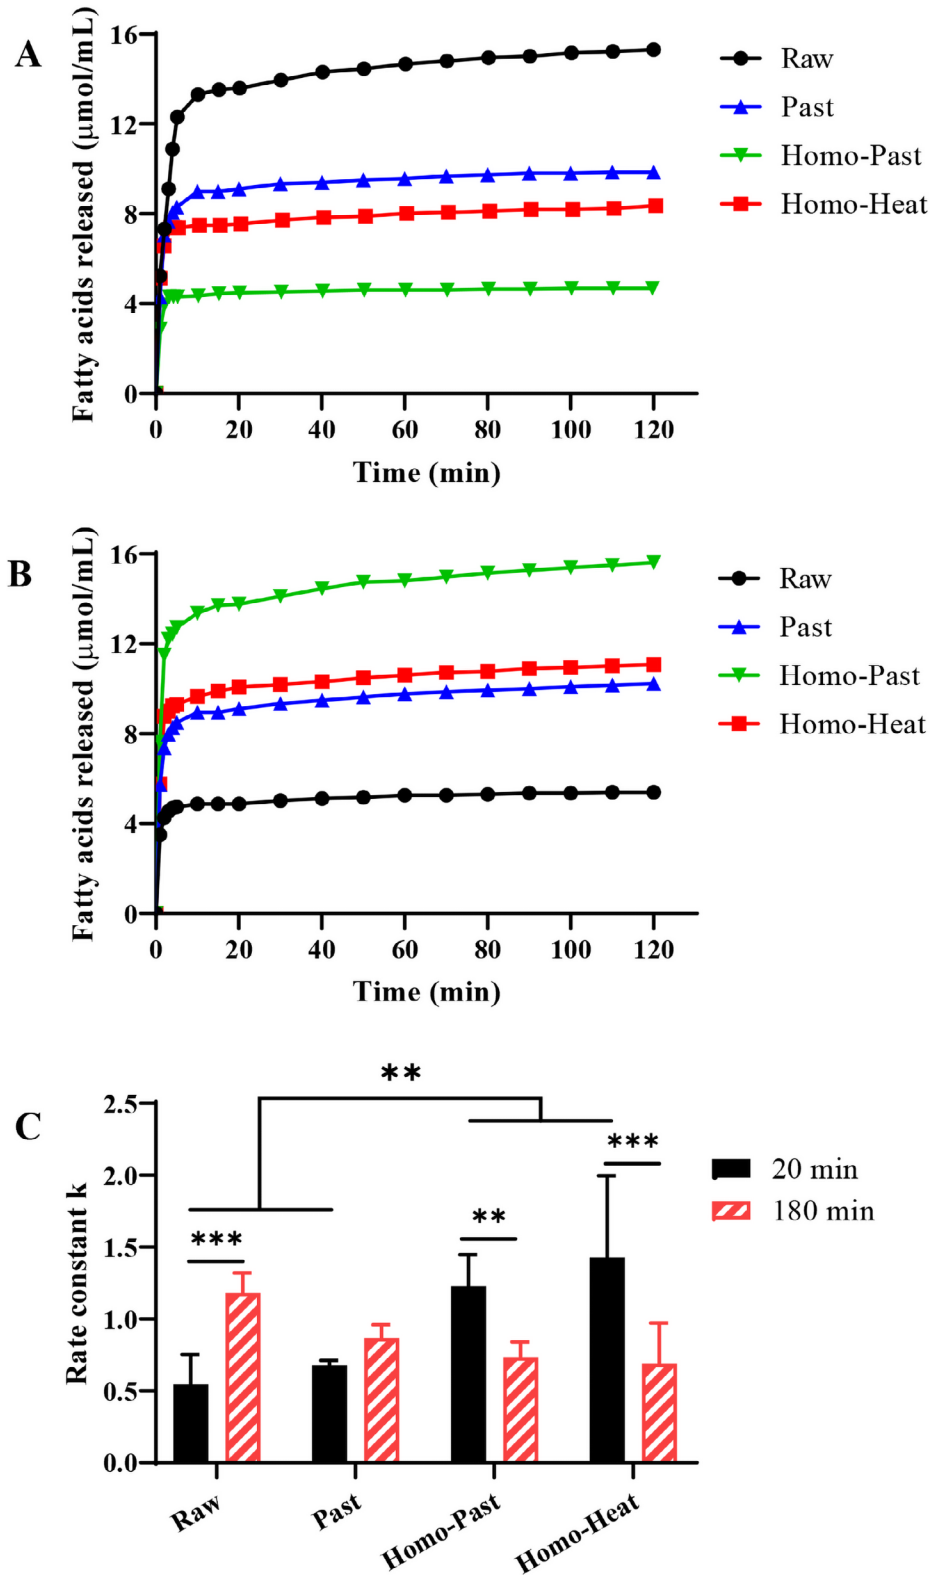 A
Fatty acids released (μmol/mL)
16
12
8
4
0
0 20 40 60 80 100 120
Time (min)
Raw
Past
Homo-Past
Homo-Heat
B
Fatty acids released (μmol/mL)
16
12
8
4
0
0 20 40 60 80 100 120
Time (min)
Raw
Past
Homo-Past
Homo-Heat
C
Rate constant k
2.5
2.0
1.5
1.0
0.5
0.0
**
***
**
***
Raw Past Homo-Past Homo-Heat
20 min
180 min